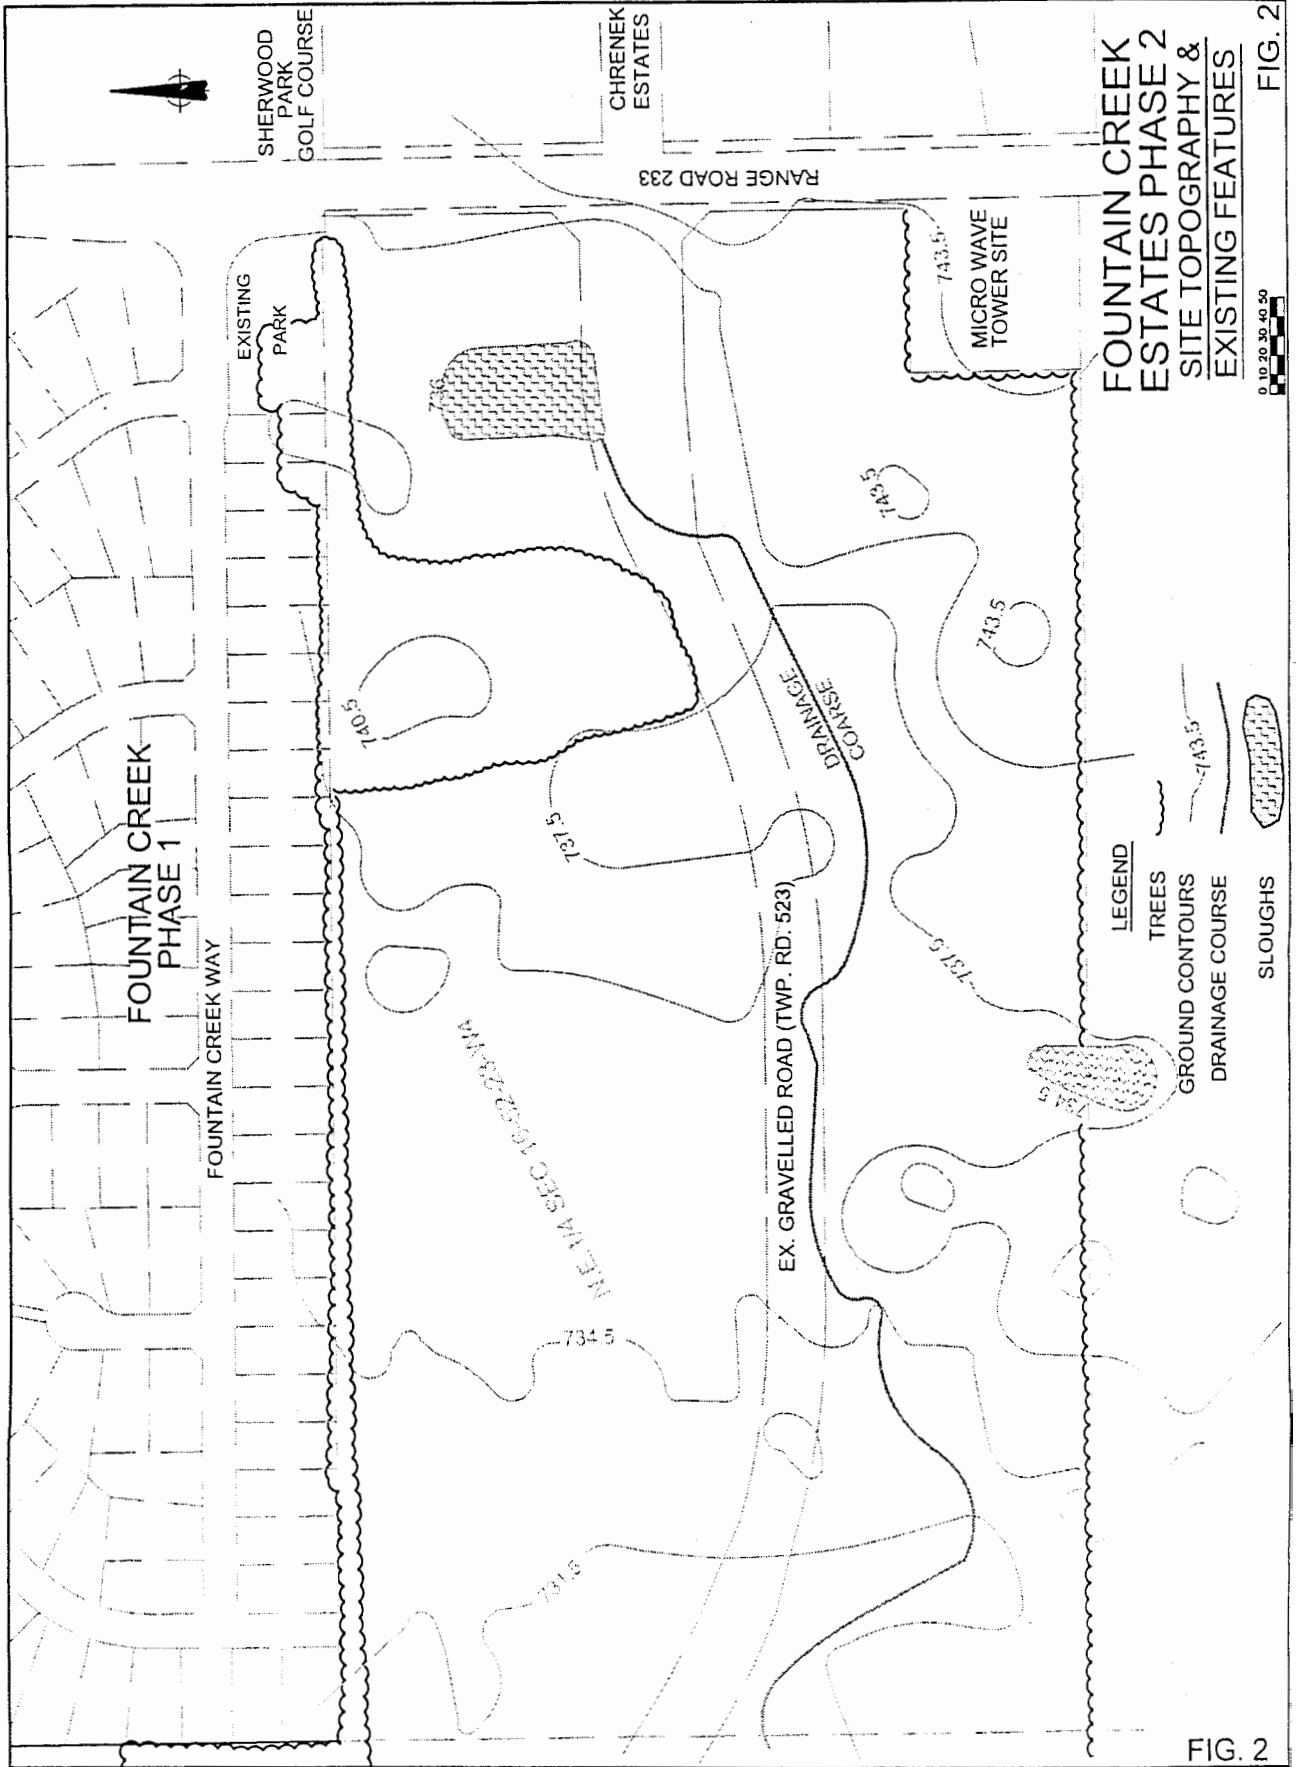 SHERWOOD
PARK
GOLF COURSE
CHRENEK
ESTATES
RANGE ROAD 233
EXISTING
PARK
FOUNTAIN CREEK
PHASE 1
FOUNTAIN CREEK WAY
736
740.5
737.5
743.5
MICRO WAVE
TOWER SITE
743.5
743.5
DRAINAGE
COARSE
EX. GRAVELLED ROAD (TWP. RD. 523)
737.5
734.5
734.5
731.5
LEGEND
TREES
GROUND CONTOURS
743.5
DRAINAGE COURSE
SLOUGHS
FOUNTAIN CREEK
ESTATES PHASE 2
SITE TOPOGRAPHY &
EXISTING FEATURES
0 10 20 30 40 50
FIG. 2
FIG. 2